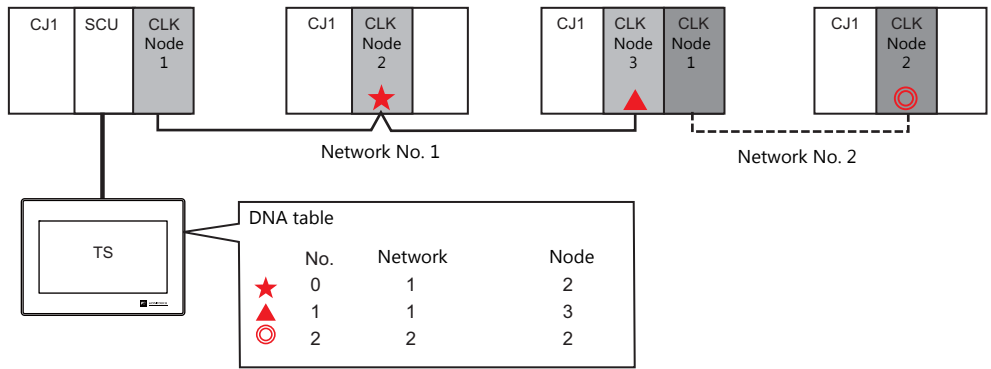 CJ1 SCU CLK Node 1
CJ1 CLK Node 2
CJ1 CLK Node 3 CLK Node 1
CJ1 CLK Node 2
Network No. 1
Network No. 2
TS
DNA table
No. Network Node
0 1 2
1 1 3
2 2 2